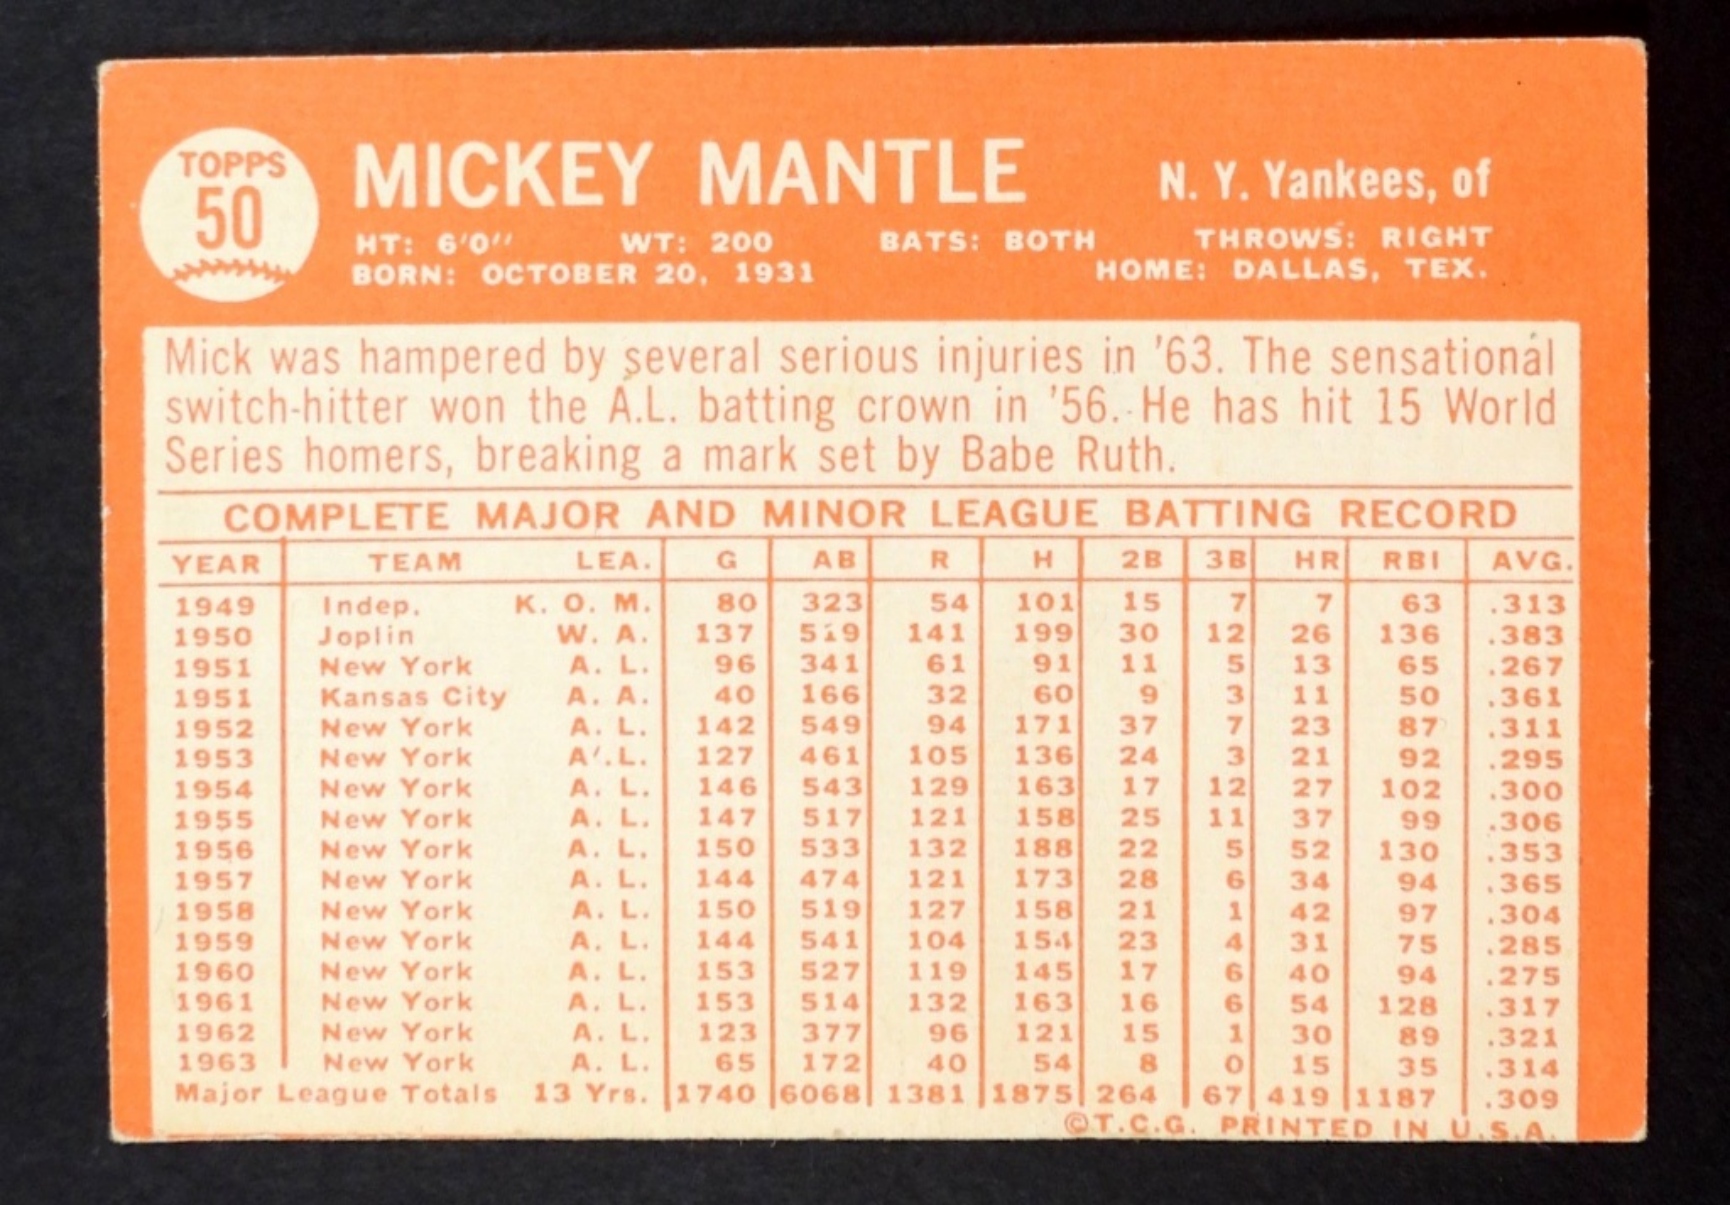 TOPPS
50
MICKEY MANTLE N. Y. Yankees, of
HT: 6'0" WT: 200 BATS: BOTH THROWS: RIGHT
BORN: OCTOBER 20, 1931 HOME: DALLAS, TEX.
Mick was hampered by several serious injuries in '63. The sensational
switch-hitter won the A.L. batting crown in '56. He has hit 15 World
Series homers, breaking a mark set by Babe Ruth.
COMPLETE MAJOR AND MINOR LEAGUE BATTING RECORD
YEAR TEAM LEA. G AB R H 2B 3B HR RBI AVG.
1949 Indep. K. O. M. 80 323 54 101 15 7 7 63 .313
1950 Joplin W. A. 137 519 141 199 30 12 26 136 .383
1951 New York A. L. 96 341 61 91 11 5 13 65 .267
1951 Kansas City A. A. 40 166 32 60 9 3 11 50 .361
1952 New York A. L. 142 549 94 171 37 7 23 87 .311
1953 New York A. L. 127 461 105 136 24 3 21 92 .295
1954 New York A. L. 146 543 129 163 17 12 27 102 .300
1955 New York A. L. 147 517 121 158 25 11 37 99 .306
1956 New York A. L. 150 533 132 188 22 5 52 130 .353
1957 New York A. L. 144 474 121 173 28 6 34 94 .365
1958 New York A. L. 150 519 127 158 21 1 42 97 .304
1959 New York A. L. 144 541 104 154 23 4 31 75 .285
1960 New York A. L. 153 527 119 145 17 6 40 94 .275
1961 New York A. L. 153 514 132 163 16 6 54 128 .317
1962 New York A. L. 123 377 96 121 15 1 30 89 .321
1963 New York A. L. 65 172 40 54 8 0 15 35 .314
Major League Totals 13 Yrs. 1740 6068 1381 1875 264 67 419 1187 .309
©T.C.G. PRINTED IN U.S.A.